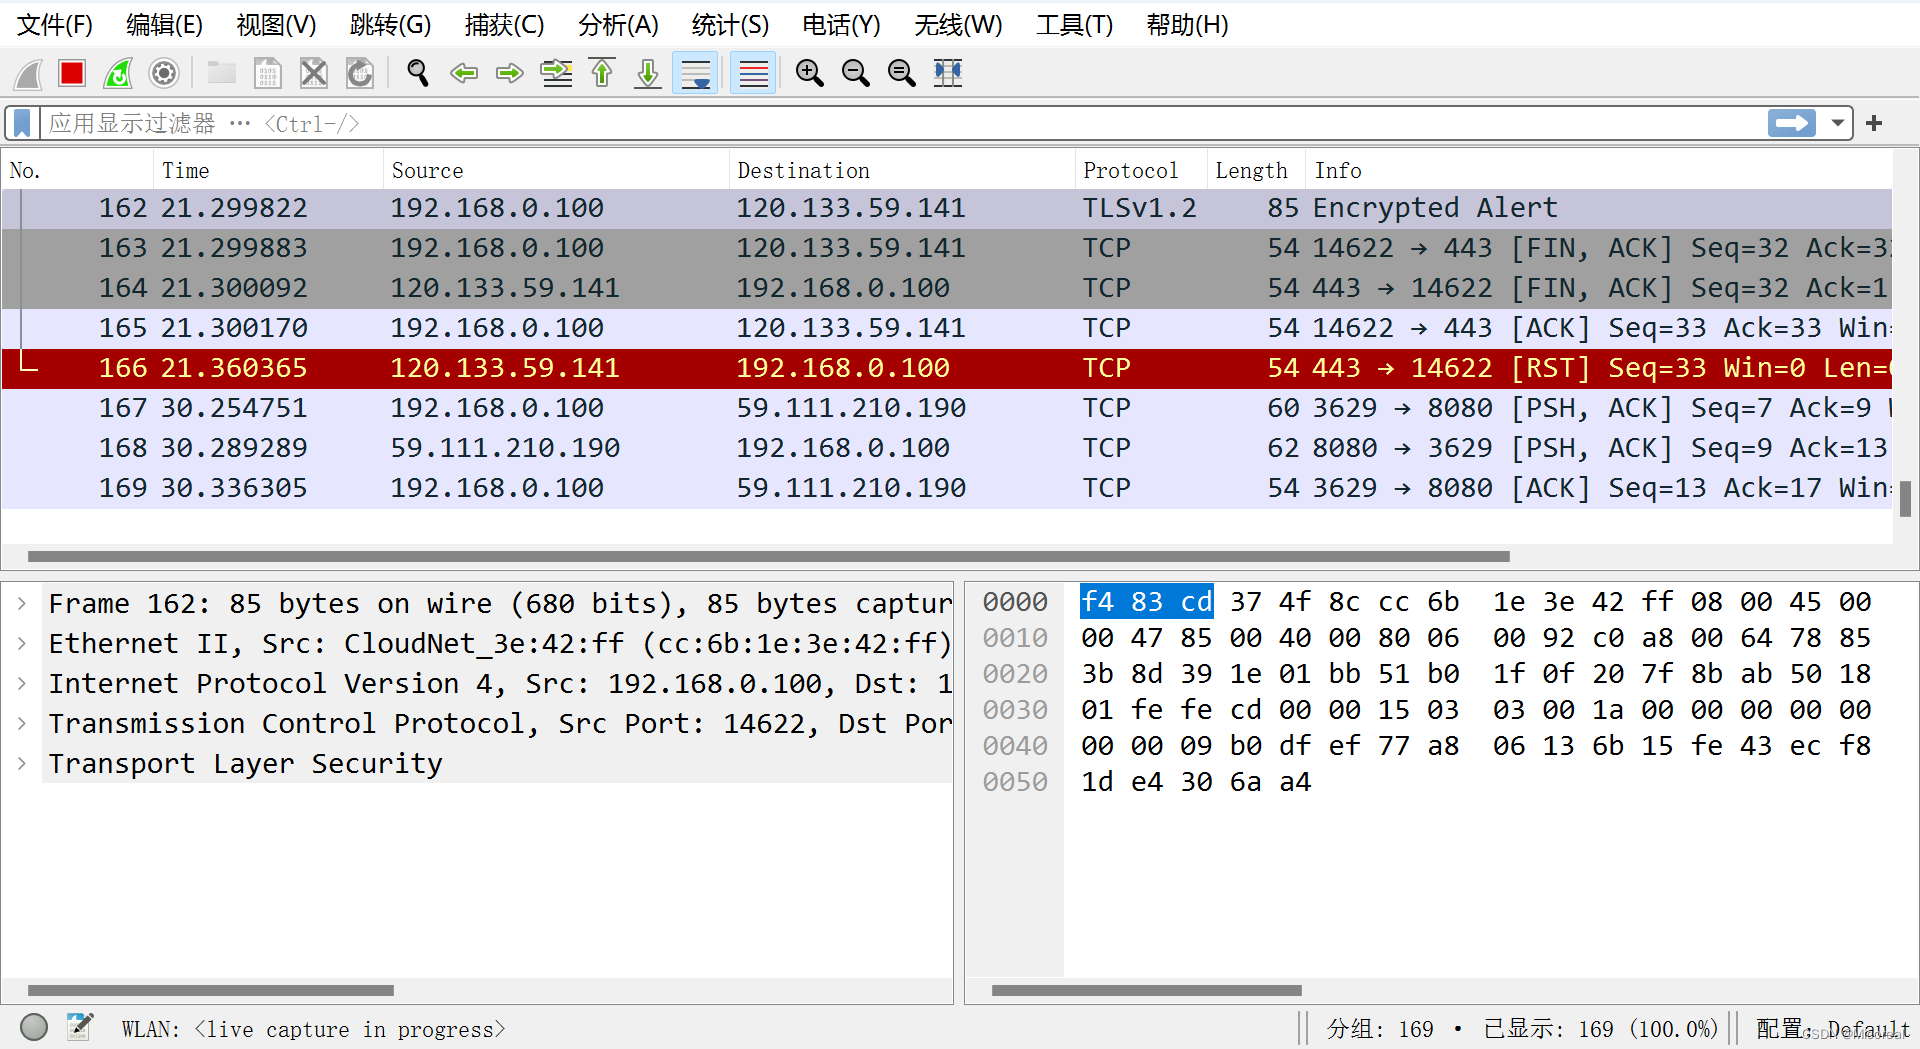 文件(F) 编辑(E) 视图(V) 跳转(G) 捕获(C) 分析(A) 统计(S) 电话(Y) 无线(W) 工具(T) 帮助(H)
应用显示过滤器 ··· <Ctrl-/>
No. Time Source Destination Protocol Length Info
162 21.299822 192.168.0.100 120.133.59.141 TLSv1.2 85 Encrypted Alert
163 21.299883 192.168.0.100 120.133.59.141 TCP 54 14622 → 443 [FIN, ACK] Seq=32 Ack=3
164 21.300092 120.133.59.141 192.168.0.100 TCP 54 443 → 14622 [FIN, ACK] Seq=32 Ack=1
165 21.300170 192.168.0.100 120.133.59.141 TCP 54 14622 → 443 [ACK] Seq=33 Ack=33 Win=
166 21.360365 120.133.59.141 192.168.0.100 TCP 54 443 → 14622 [RST] Seq=33 Win=0 Len=
167 30.254751 192.168.0.100 59.111.210.190 TCP 60 3629 → 8080 [PSH, ACK] Seq=7 Ack=9
168 30.289289 59.111.210.190 192.168.0.100 TCP 62 8080 → 3629 [PSH, ACK] Seq=9 Ack=13
169 30.336305 192.168.0.100 59.111.210.190 TCP 54 3629 → 8080 [ACK] Seq=13 Ack=17 Win=
Frame 162: 85 bytes on wire (680 bits), 85 bytes captur
Ethernet II, Src: CloudNet_3e:42:ff (cc:6b:1e:3e:42:ff)
Internet Protocol Version 4, Src: 192.168.0.100, Dst: 1
Transmission Control Protocol, Src Port: 14622, Dst Por
Transport Layer Security
0000 f4 83 cd 37 4f 8c cc 6b 1e 3e 42 ff 08 00 45 00
0010 00 47 85 00 40 00 80 06 00 92 c0 a8 00 64 78 85
0020 3b 8d 39 1e 01 bb 51 b0 1f 0f 20 7f 8b ab 50 18
0030 01 fe fe cd 00 00 15 03 03 00 1a 00 00 00 00 00
0040 00 00 09 b0 df ef 77 a8 06 13 6b 15 fe 43 ec f8
0050 1d e4 30 6a a4
WLAN: <live capture in progress> 分组: 169 · 已显示: 169 (100.0%) 配置: Default